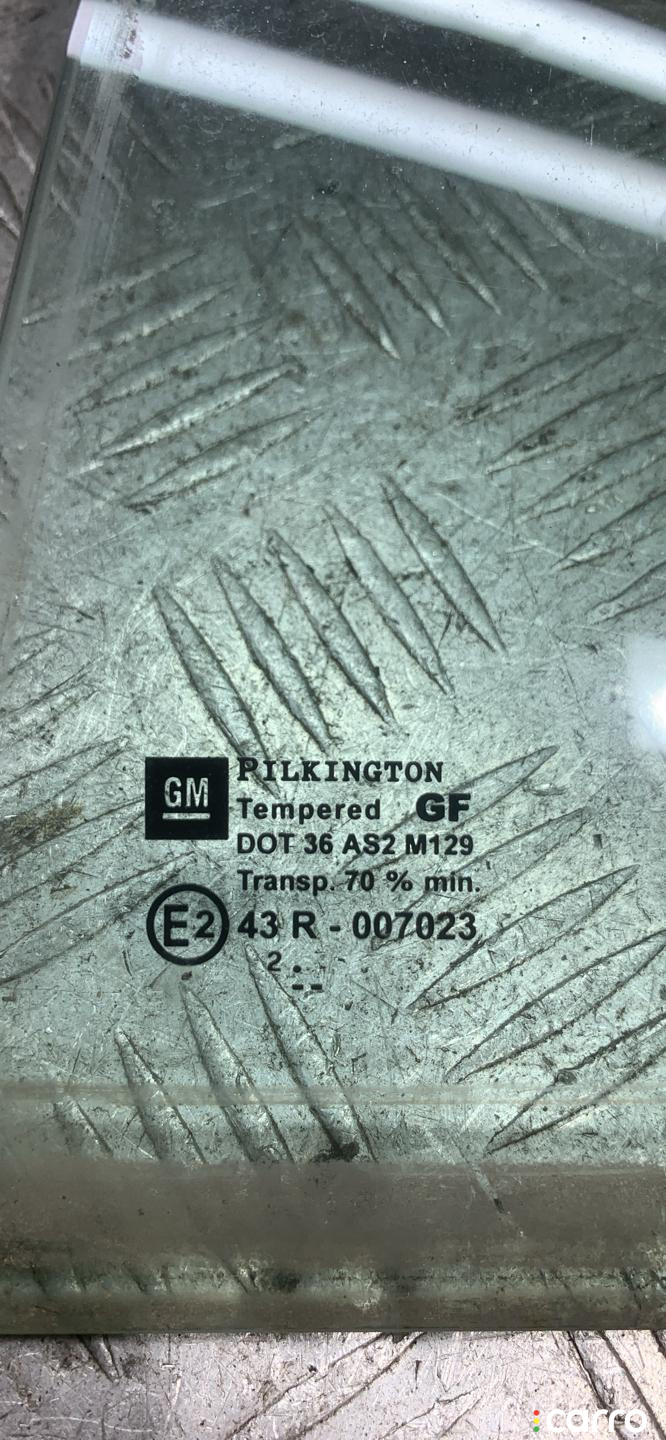 GM
PILKINGTON
Tempered GF
DOT 36 AS2 M129
Transp. 70 % min.
E2 43 R - 007023
2 .
--
carro